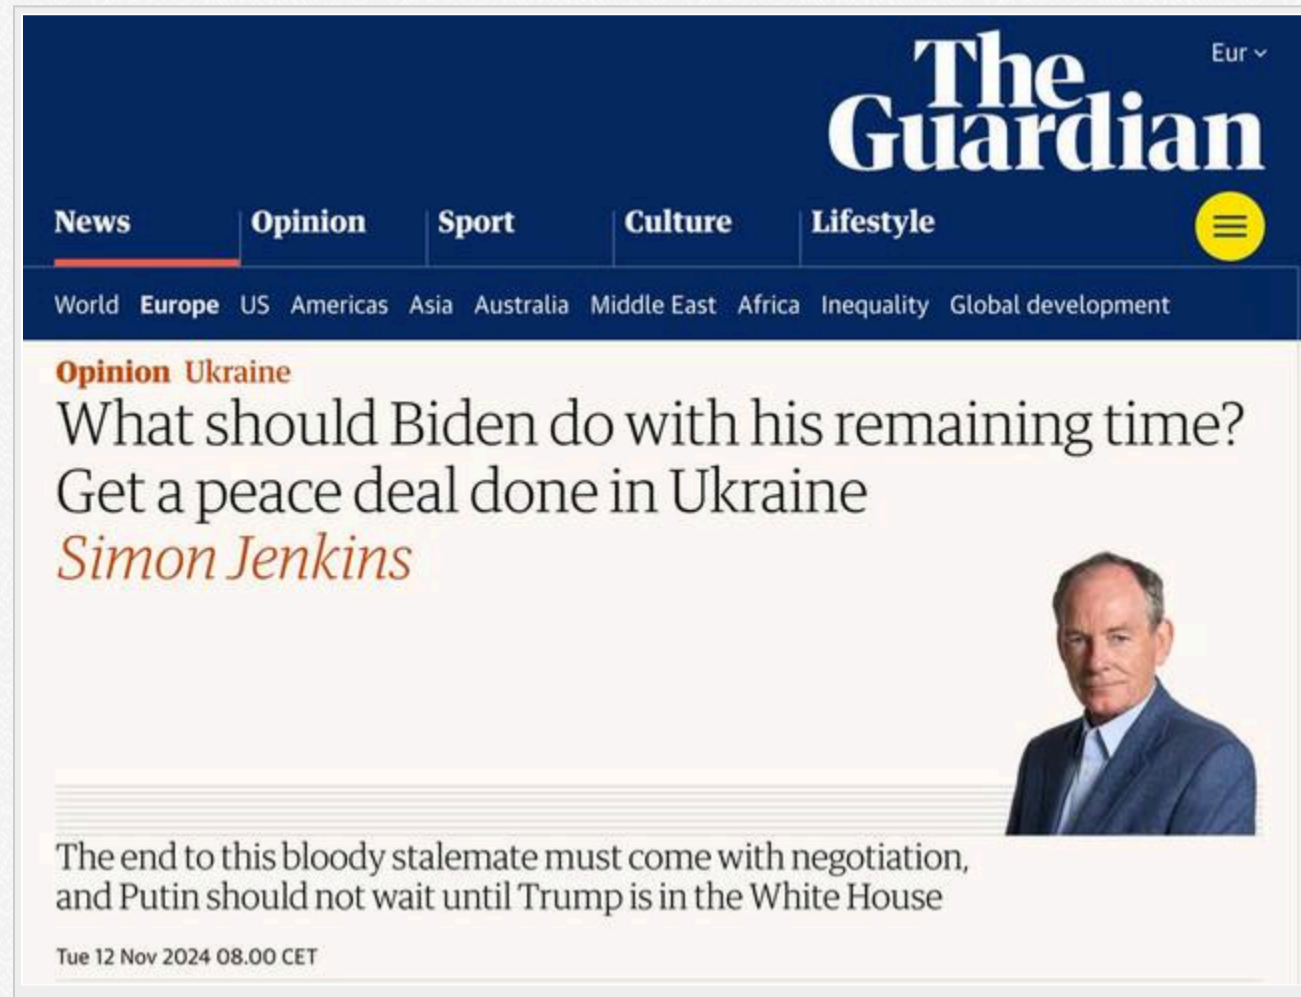 The
Guardian
Eur
News Opinion Sport Culture Lifestyle
World Europe US Americas Asia Australia Middle East Africa Inequality Global development
Opinion Ukraine
What should Biden do with his remaining time?
Get a peace deal done in Ukraine
Simon Jenkins
The end to this bloody stalemate must come with negotiation,
and Putin should not wait until Trump is in the White House
Tue 12 Nov 2024 08.00 CET